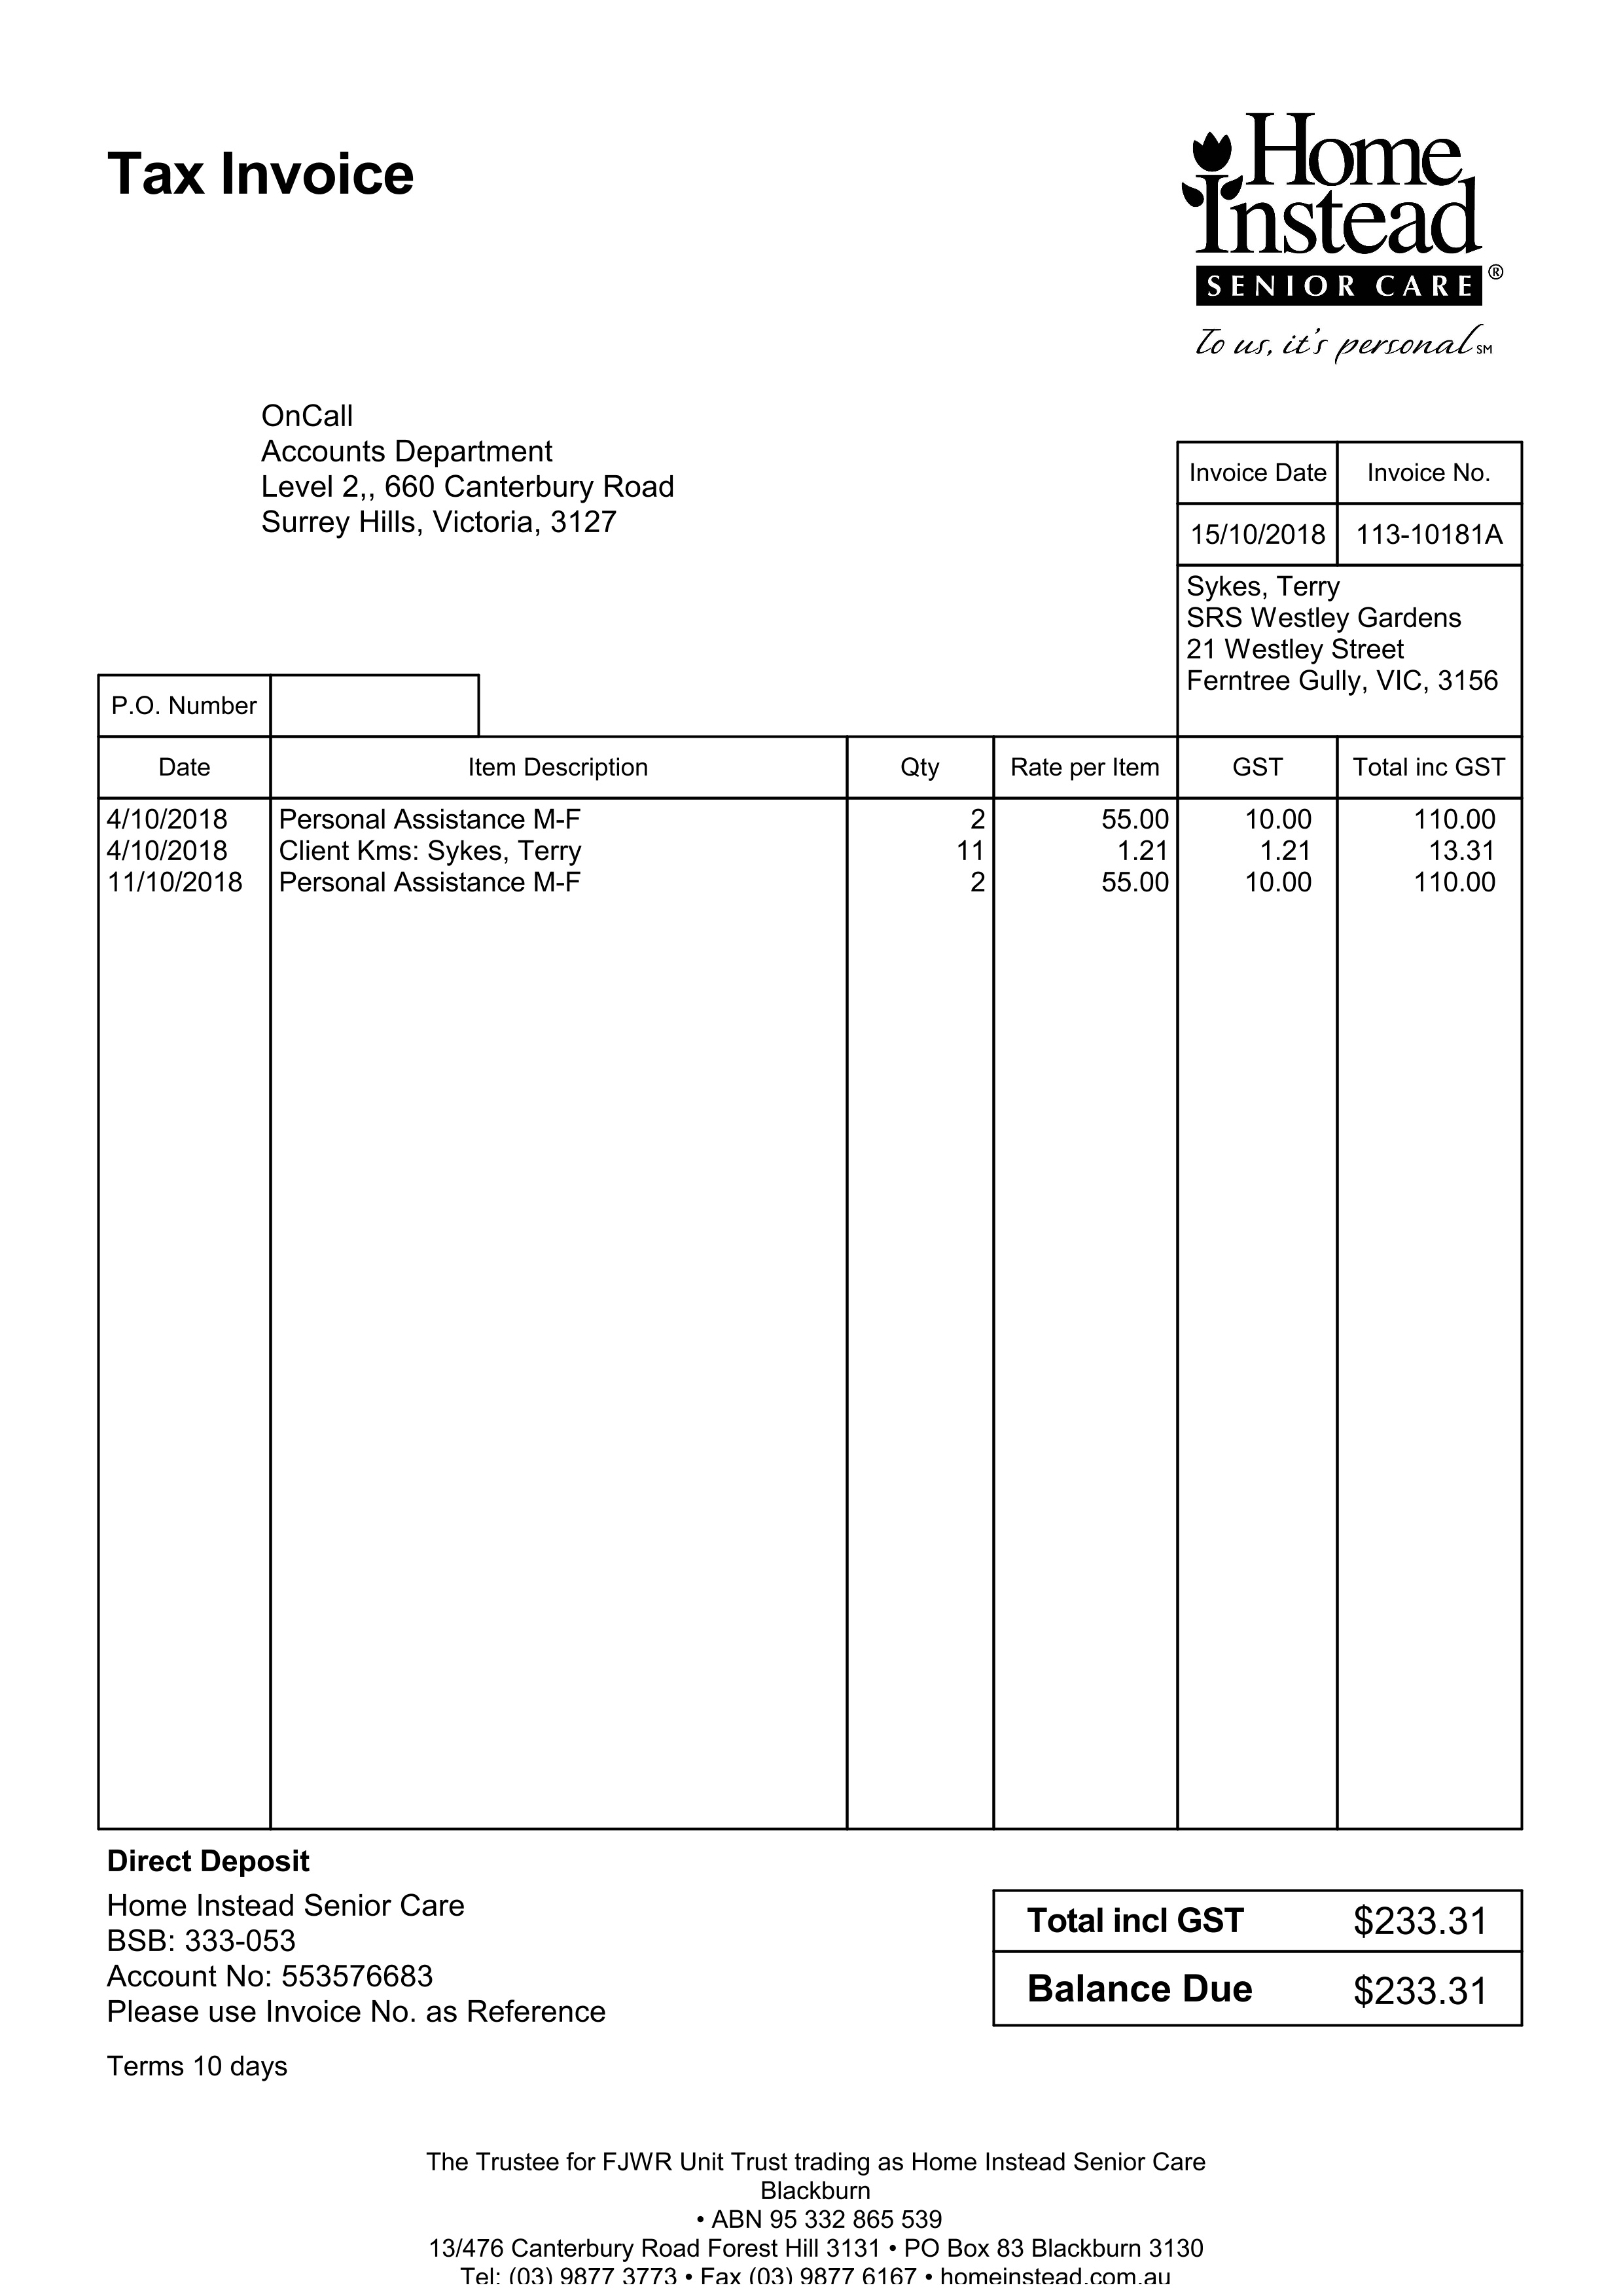 Tax Invoice
Home
Instead
SENIOR CARE ®
To us, it's personal SM
OnCall
Accounts Department
Level 2,, 660 Canterbury Road
Surrey Hills, Victoria, 3127
Invoice Date Invoice No.
15/10/2018 113-10181A
Sykes, Terry
SRS Westley Gardens
21 Westley Street
Ferntree Gully, VIC, 3156
P.O. Number
Date Item Description Qty Rate per Item GST Total inc GST
4/10/2018 Personal Assistance M-F 2 55.00 10.00 110.00
4/10/2018 Client Kms: Sykes, Terry 11 1.21 1.21 13.31
11/10/2018 Personal Assistance M-F 2 55.00 10.00 110.00
Direct Deposit
Home Instead Senior Care
BSB: 333-053
Account No: 553576683
Please use Invoice No. as Reference
Terms 10 days
Total incl GST $233.31
Balance Due $233.31
The Trustee for FJWR Unit Trust trading as Home Instead Senior Care
Blackburn
• ABN 95 332 865 539
13/476 Canterbury Road Forest Hill 3131 • PO Box 83 Blackburn 3130
Tel: (03) 9877 3773 • Fax (03) 9877 6167 • homeinstead.com.au